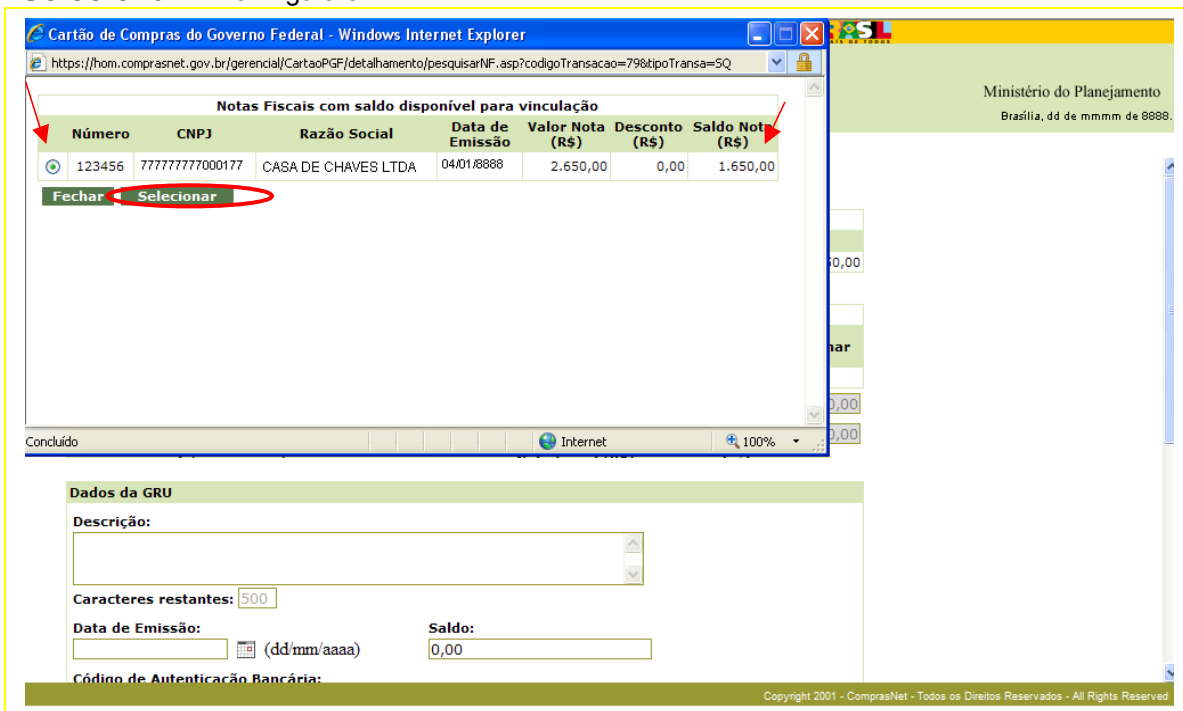 Cartão de Compras do Governo Federal - Windows Internet Explorer
https://hom.comprasnet.gov.br/gerencial/CartaoPGF/detalhamento/pesquisarNF.asp?codigoTransacao=79&tipoTransa=SQ
Ministério do Planejamento
Brasília, dd de mmmm de 8888.
Notas Fiscais com saldo disponível para vinculação
Número CNPJ Razão Social Data de Emissão Valor Nota (R$) Desconto (R$) Saldo Nota (R$)
123456 777777777000177 CASA DE CHAVES LTDA 04/01/8888 2.650,00 0,00 1.650,00
Fechar Selecionar
Concluído Internet 100%
Dados da GRU
Descrição:
Caracteres restantes: 500
Data de Emissão: Saldo:
(dd/mm/aaaa) 0,00
Código de Autenticação Bancária:
Copyright 2001 - ComprasNet - Todos os Direitos Reservados - All Rights Reserved